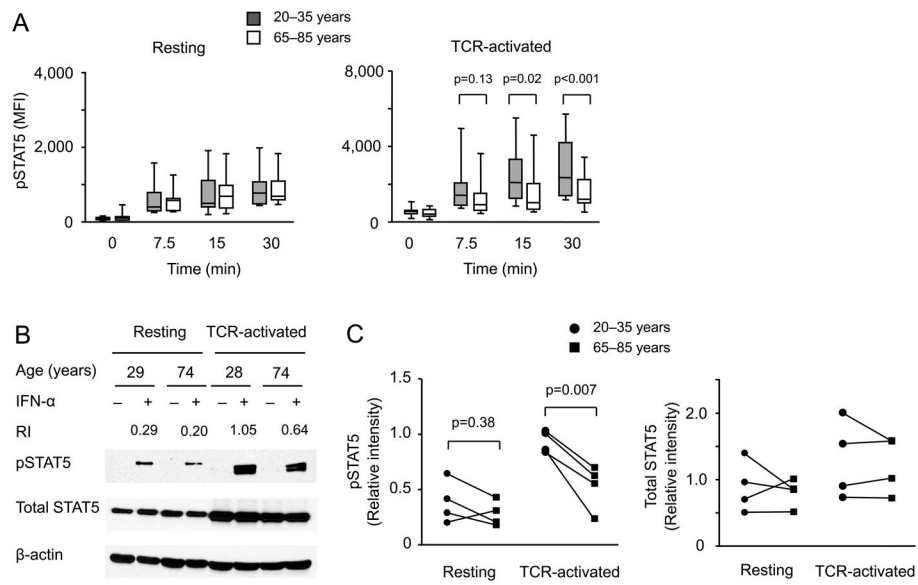 A
20–35 years
65–85 years
Resting
TCR-activated
pSTAT5 (MFI)
4,000
2,000
0
0 7.5 15 30
Time (min)
8,000
4,000
0
p=0.13 p=0.02 p<0.001
0 7.5 15 30
Time (min)
B
Resting TCR-activated
Age (years) 29 74 28 74
IFN-α – + – + – + – +
RI 0.29 0.20 1.05 0.64
pSTAT5
Total STAT5
β-actin
C
20–35 years
65–85 years
pSTAT5
(Relative intensity)
1.5
1.0
0.5
0
p=0.38
p=0.007
Resting TCR-activated
Total STAT5
(Relative intensity)
2.0
1.0
0
Resting TCR-activated